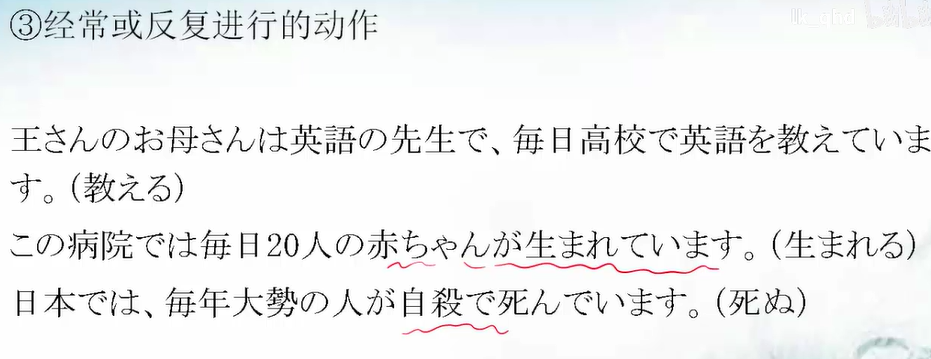 ③经常或反复进行的动作
王さんのお母さんは英語の先生で、毎日高校で英語を教えていま
す。(教える)
この病院では毎日20人の赤ちゃんが生まれています。(生まれる)
日本では、毎年大勢の人が自殺で死んでいます。(死ぬ)